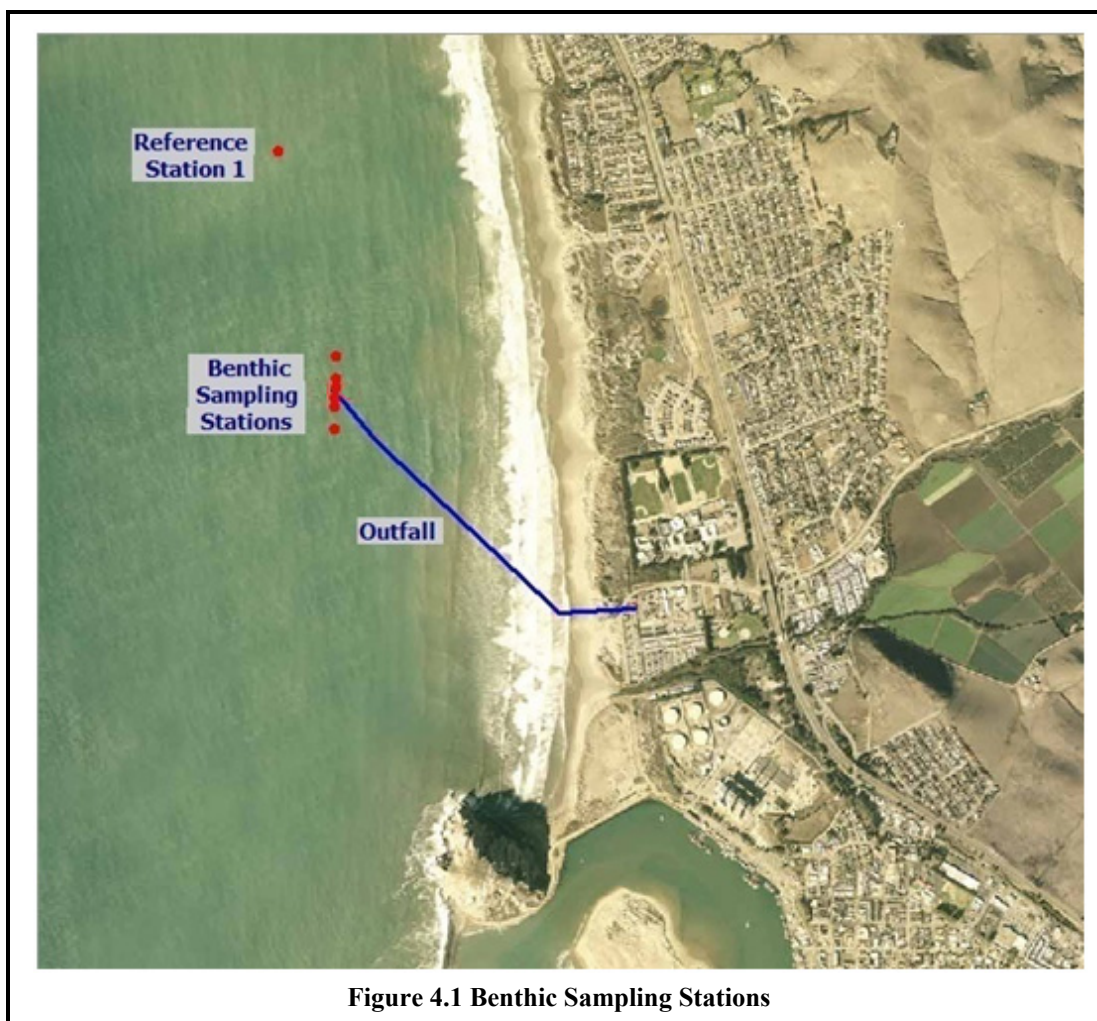 Reference
Station 1
Benthic
Sampling
Stations
Outfall
Figure 4.1 Benthic Sampling Stations